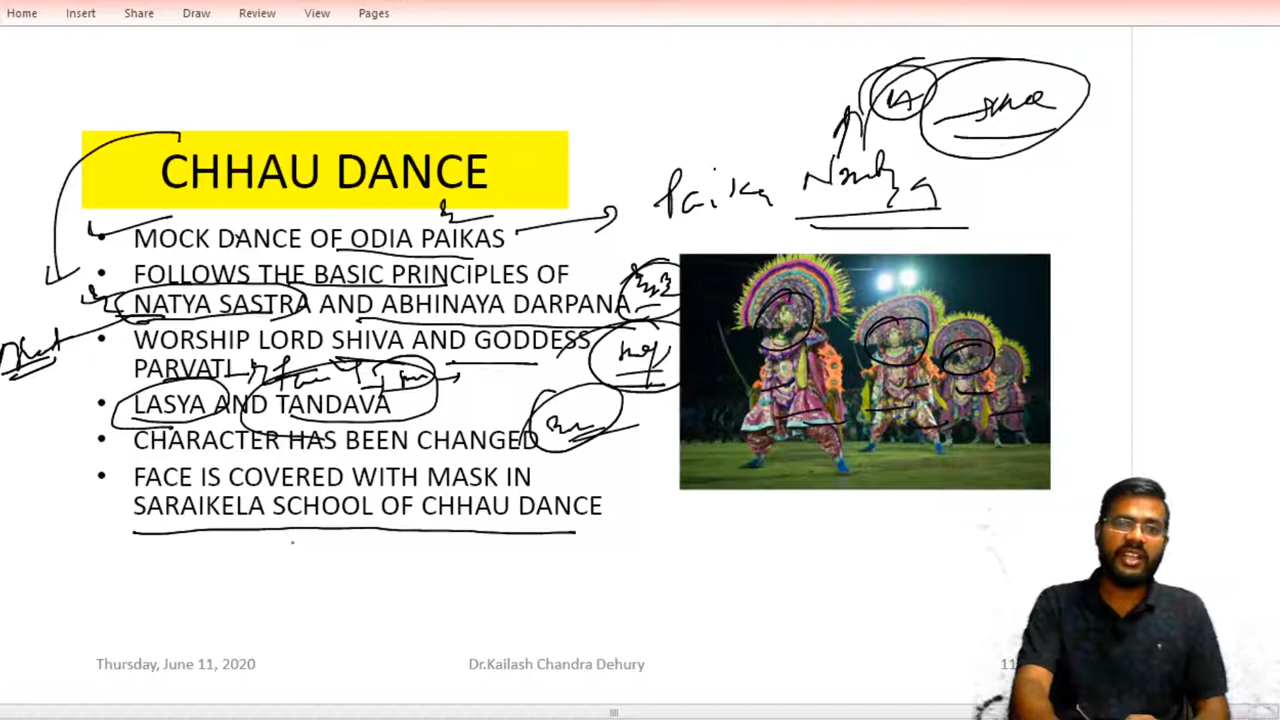 Home Insert Share Draw Review View Pages
CHHAU DANCE
Paika
• MOCK DANCE OF ODIA PAIKAS
• FOLLOWS THE BASIC PRINCIPLES OF
NATYA SASTRA AND ABHINAYA DARPANA
• WORSHIP LORD SHIVA AND GODDESS
PARVATI
• LASYA AND TANDAVA
• CHARACTER HAS BEEN CHANGED
• FACE IS COVERED WITH MASK IN
SARAIKELA SCHOOL OF CHHAU DANCE
Thursday, June 11, 2020 Dr.Kailash Chandra Dehury 11